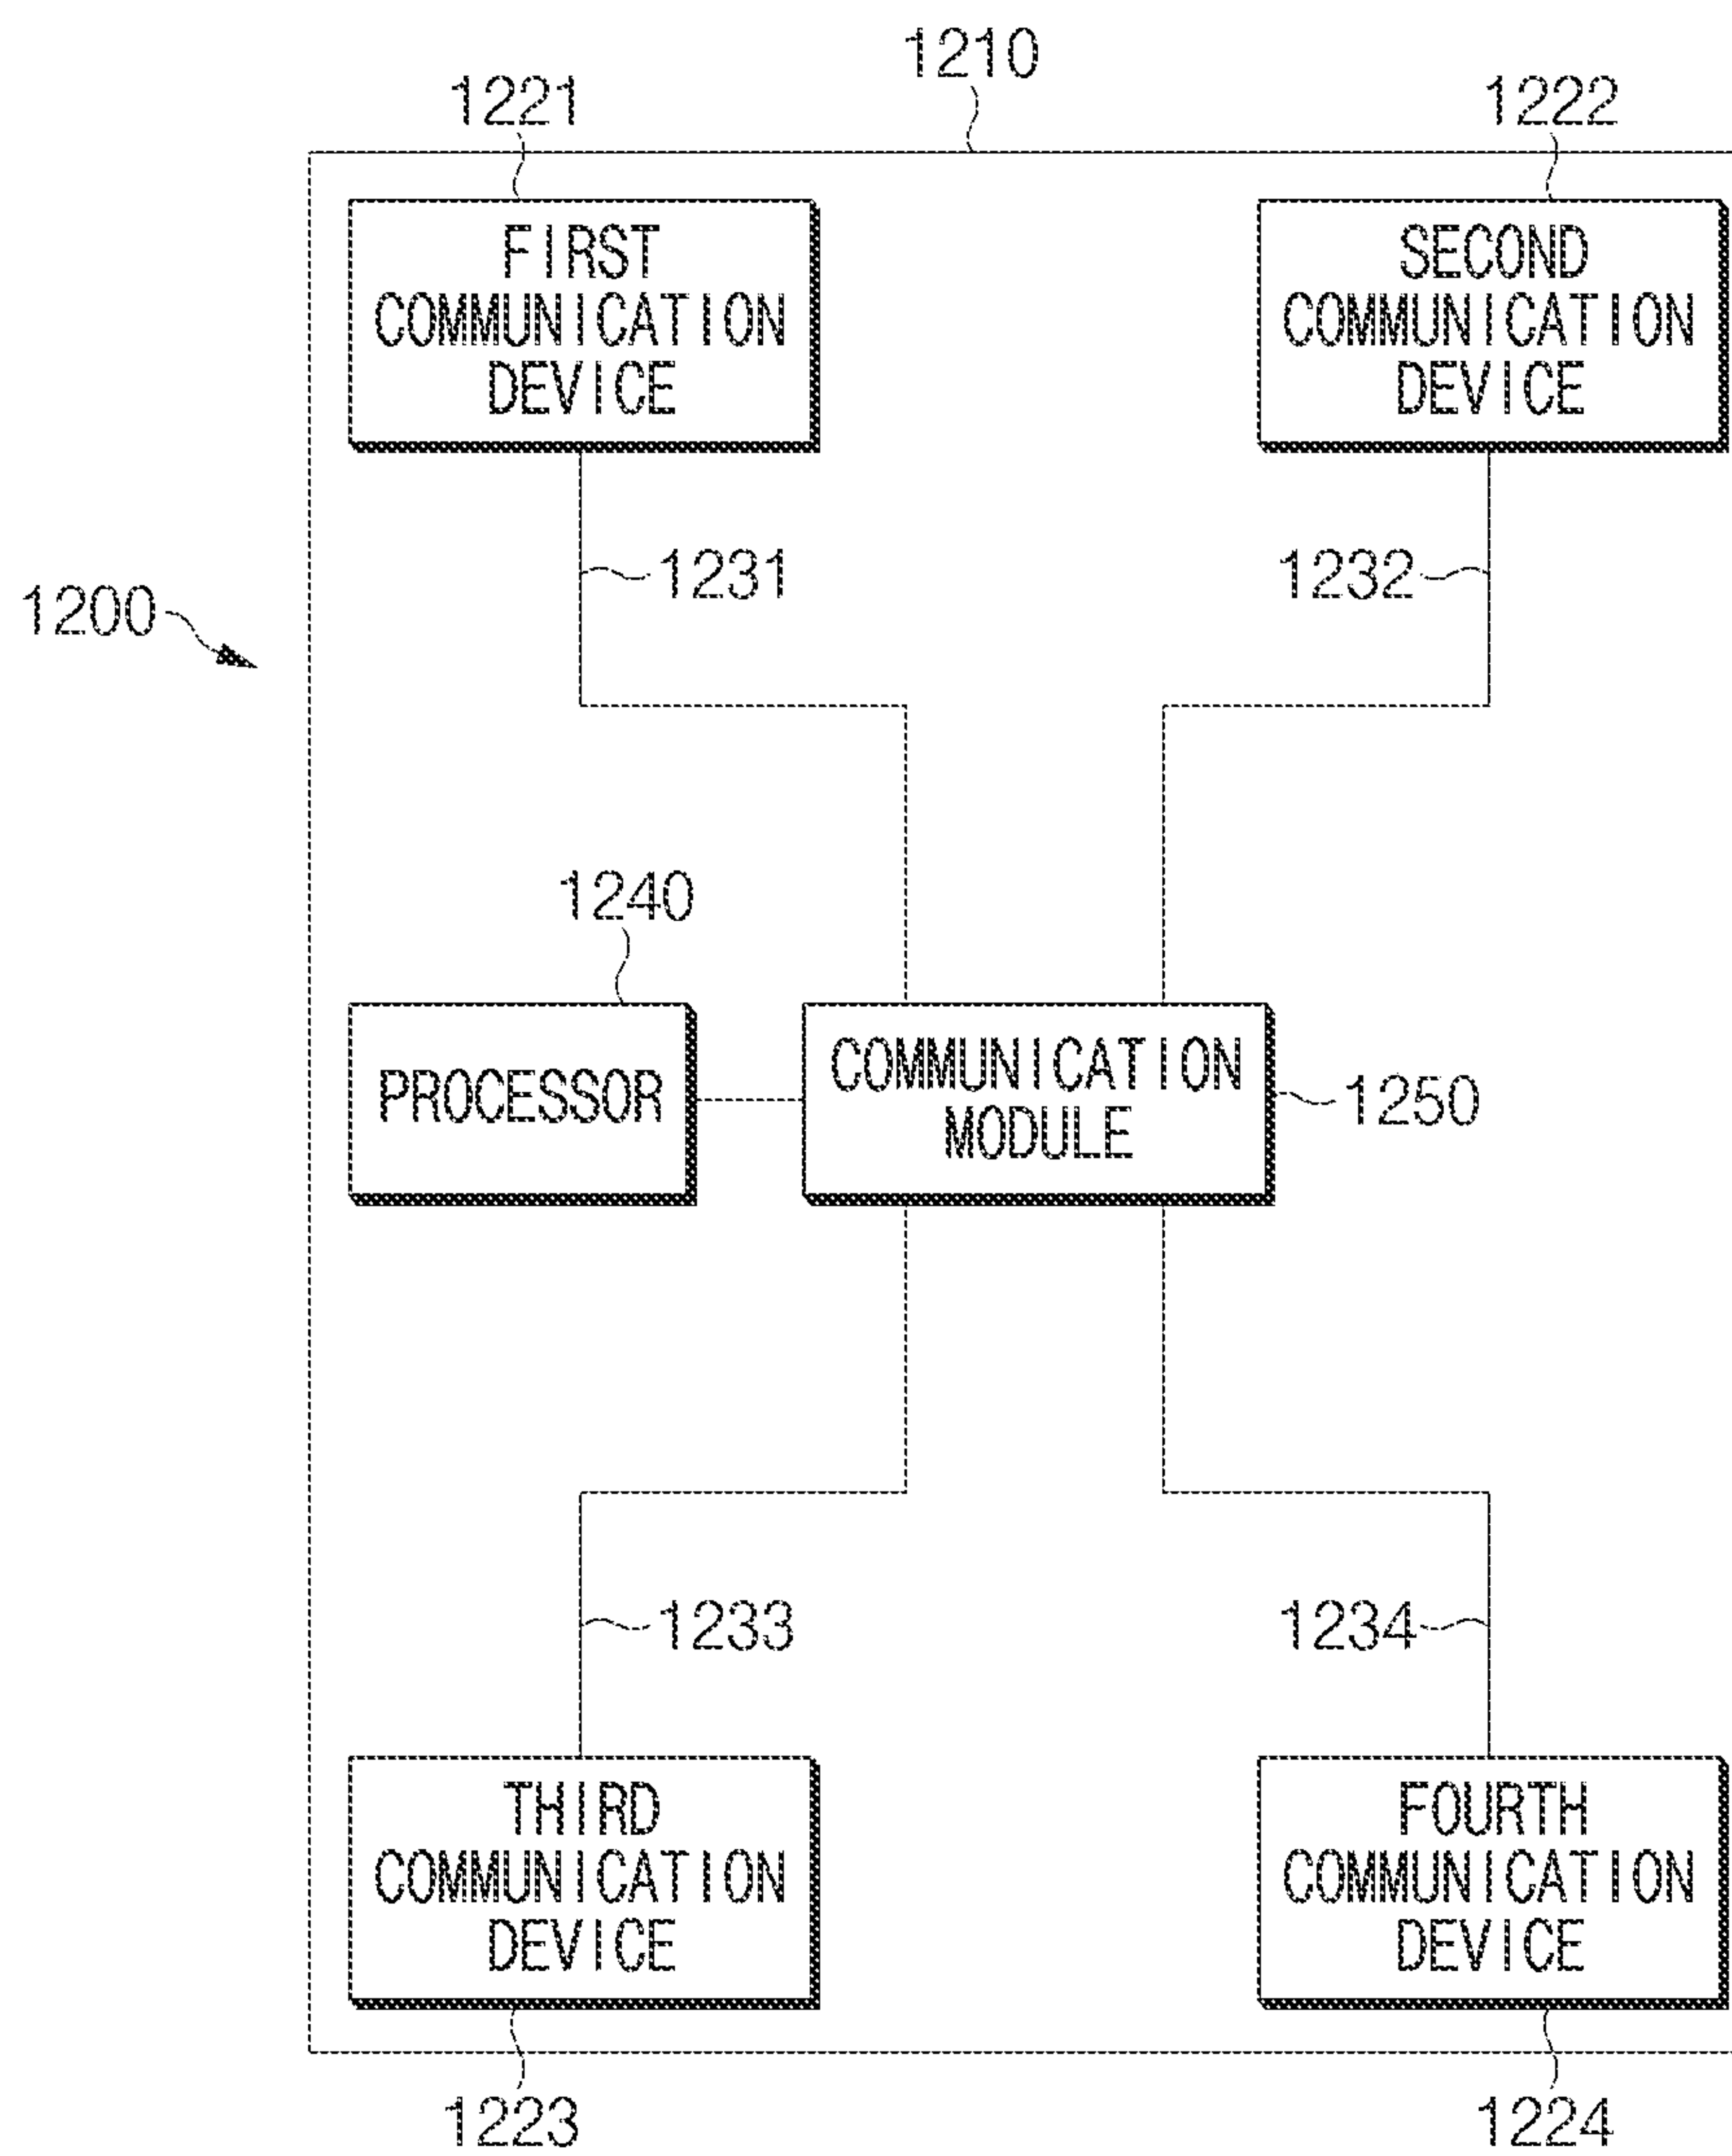 1210
1221
1222
FIRST
COMMUNICATION
DEVICE
SECOND
COMMUNICATION
DEVICE
1231
1232
1200
1240
PROCESSOR
COMMUNICATION
MODULE
1250
1233
1234
THIRD
COMMUNICATION
DEVICE
FOURTH
COMMUNICATION
DEVICE
1223
1224